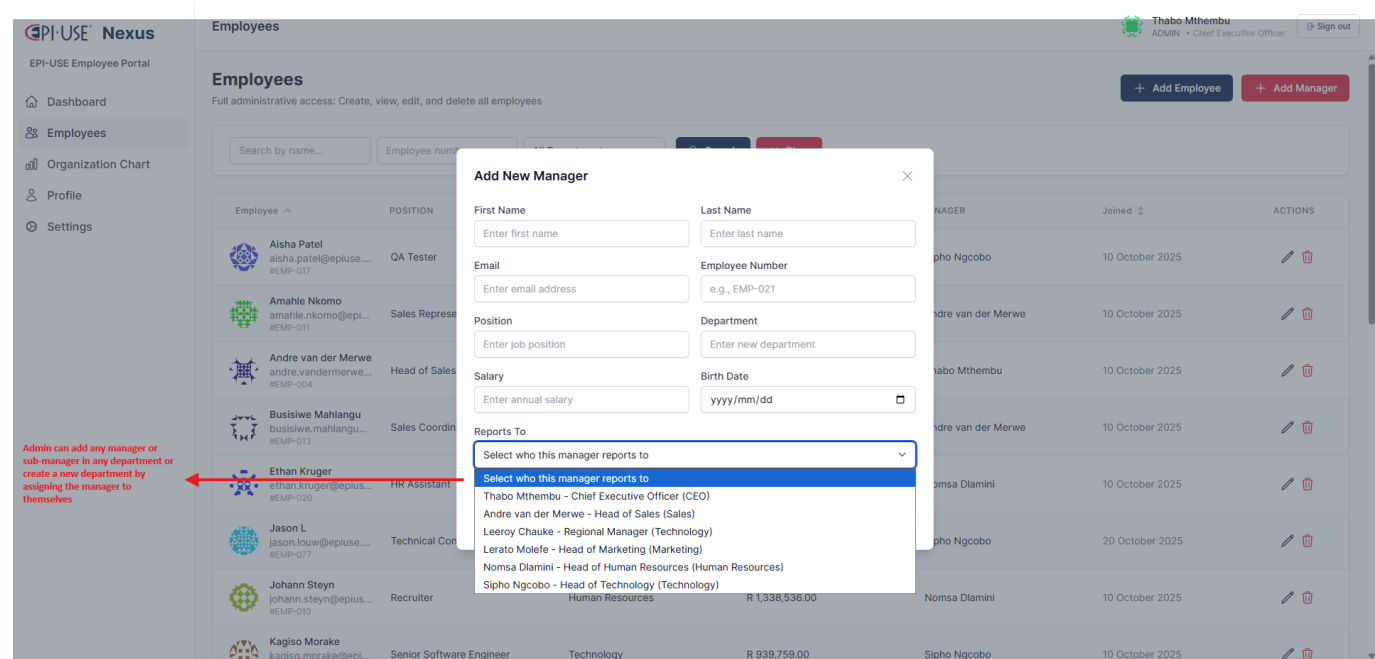 EPI·USE Nexus
EPI-USE Employee Portal
Dashboard
Employees
Organization Chart
Profile
Settings
Employees
Thabo Mthembu
ADMIN • Chief Executive Officer
Sign out
Employees
Full administrative access: Create, view, edit, and delete all employees
+ Add Employee
+ Add Manager
Search by name...
Employee num
Employee
POSITION
NAGER
Joined
ACTIONS
Aisha Patel
aisha.patel@epiuse....
#EMP-017
QA Tester
pho Ngcobo
10 October 2025
Amahle Nkomo
amahle.nkomo@epi...
#EMP-011
Sales Represe
ndre van der Merwe
10 October 2025
Andre van der Merwe
andre.vandermerwe...
#EMP-004
Head of Sales
habo Mthembu
10 October 2025
Busisiwe Mahlangu
busisiwe.mahlangu...
#EMP-013
Sales Coordin
ndre van der Merwe
10 October 2025
Ethan Kruger
ethan.kruger@epius...
#EMP-020
HR Assistant
omsa Dlamini
10 October 2025
Jason L
jason.louw@epiuse....
#EMP-077
Technical Con
pho Ngcobo
20 October 2025
Johann Steyn
johann.steyn@epius...
#EMP-010
Recruiter
Human Resources
R 1,338,536.00
Nomsa Dlamini
10 October 2025
Kagiso Morake
kagiso.morake@epi...
Senior Software Engineer
Technology
R 939,759.00
Sipho Ngcobo
10 October 2025
Add New Manager
First Name
Enter first name
Last Name
Enter last name
Email
Enter email address
Employee Number
e.g., EMP-021
Position
Enter job position
Department
Enter new department
Salary
Enter annual salary
Birth Date
yyyy/mm/dd
Reports To
Select who this manager reports to
Select who this manager reports to
Thabo Mthembu - Chief Executive Officer (CEO)
Andre van der Merwe - Head of Sales (Sales)
Leeroy Chauke - Regional Manager (Technology)
Lerato Molefe - Head of Marketing (Marketing)
Nomsa Dlamini - Head of Human Resources (Human Resources)
Sipho Ngcobo - Head of Technology (Technology)
Admin can add any manager or
sub-manager in any department or
create a new department by
assigning the manager to
themselves